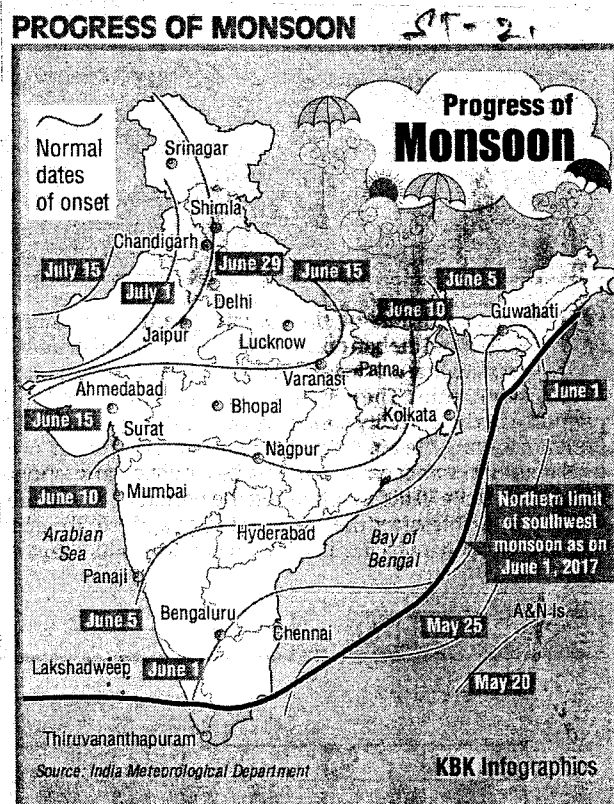 PROGRESS OF MONSOON
ST-2.
Progress of
Monsoon
Normal
dates
of onset
Srinagar
Shimla
Chandigarh
July 15
June 29
June 15
June 5
July 1
Delhi
June 10
Guwahati
Jaipur
Lucknow
Varanasi
Patna
Ahmedabad
June 1
Bhopal
Kolkata
June 15
Surat
Nagpur
June 10
Mumbai
Northern limit
of southwest
monsoon as on
June 1, 2017
Arabian
Sea
Hyderabad
Bay of
Bengal
Panaji
June 5
Bengaluru
Chennai
May 25
A&N Is.
Lakshadweep
June 1
May 20
Thiruvananthapuram
Source: India Meteorological Department
KBK Infographics